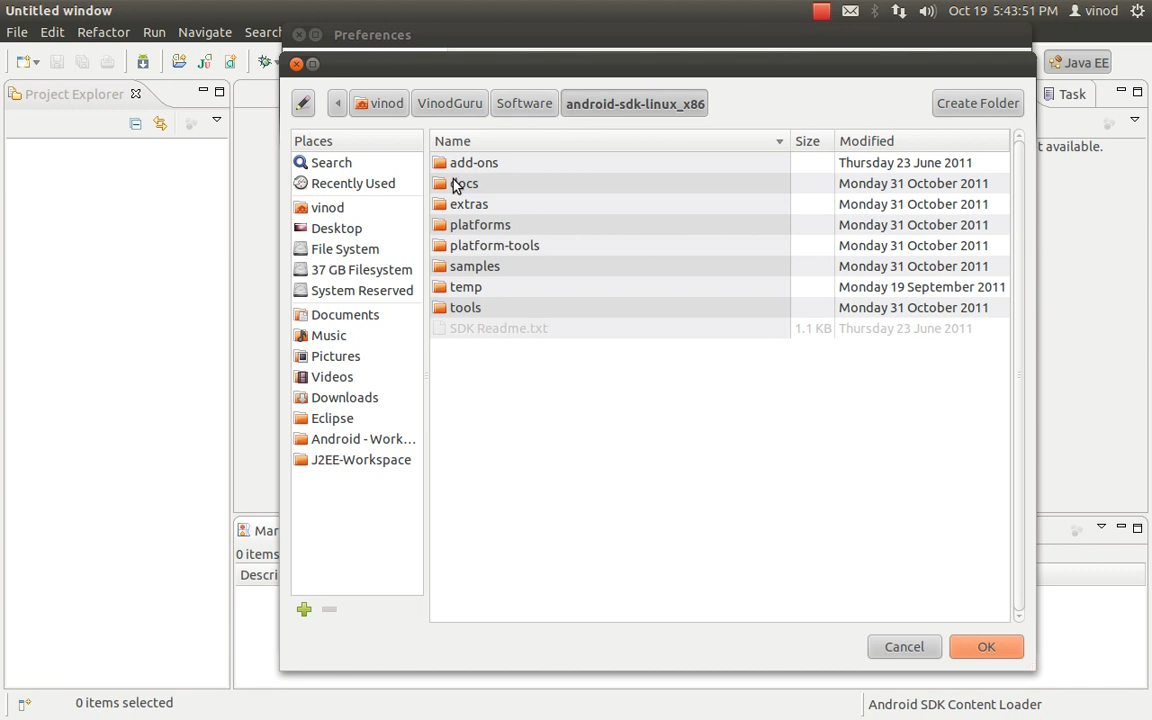 Untitled window
Oct 19 5:43:51 PM vinod
File Edit Refactor Run Navigate Search
Preferences
Java EE
Project Explorer
Task
t available.
vinod VinodGuru Software android-sdk-linux_x86 Create Folder
Places
Search
Recently Used
vinod
Desktop
File System
37 GB Filesystem
System Reserved
Documents
Music
Pictures
Videos
Downloads
Eclipse
Android - Work...
J2EE-Workspace
Name Size Modified
add-ons Thursday 23 June 2011
docs Monday 31 October 2011
extras Monday 31 October 2011
platforms Monday 31 October 2011
platform-tools Monday 31 October 2011
samples Monday 31 October 2011
temp Monday 19 September 2011
tools Monday 31 October 2011
SDK Readme.txt 1.1 KB Thursday 23 June 2011
Mar
0 items
Descri
Cancel OK
0 items selected
Android SDK Content Loader